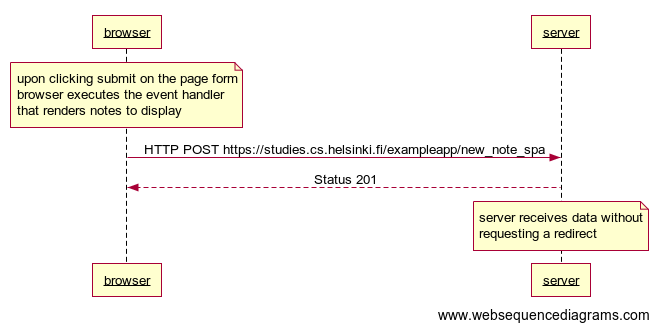 browser
server
upon clicking submit on the page form
browser executes the event handler
that renders notes to display
HTTP POST https://studies.cs.helsinki.fi/exampleapp/new_note_spa
Status 201
server receives data without
requesting a redirect
browser
server
www.websequencediagrams.com